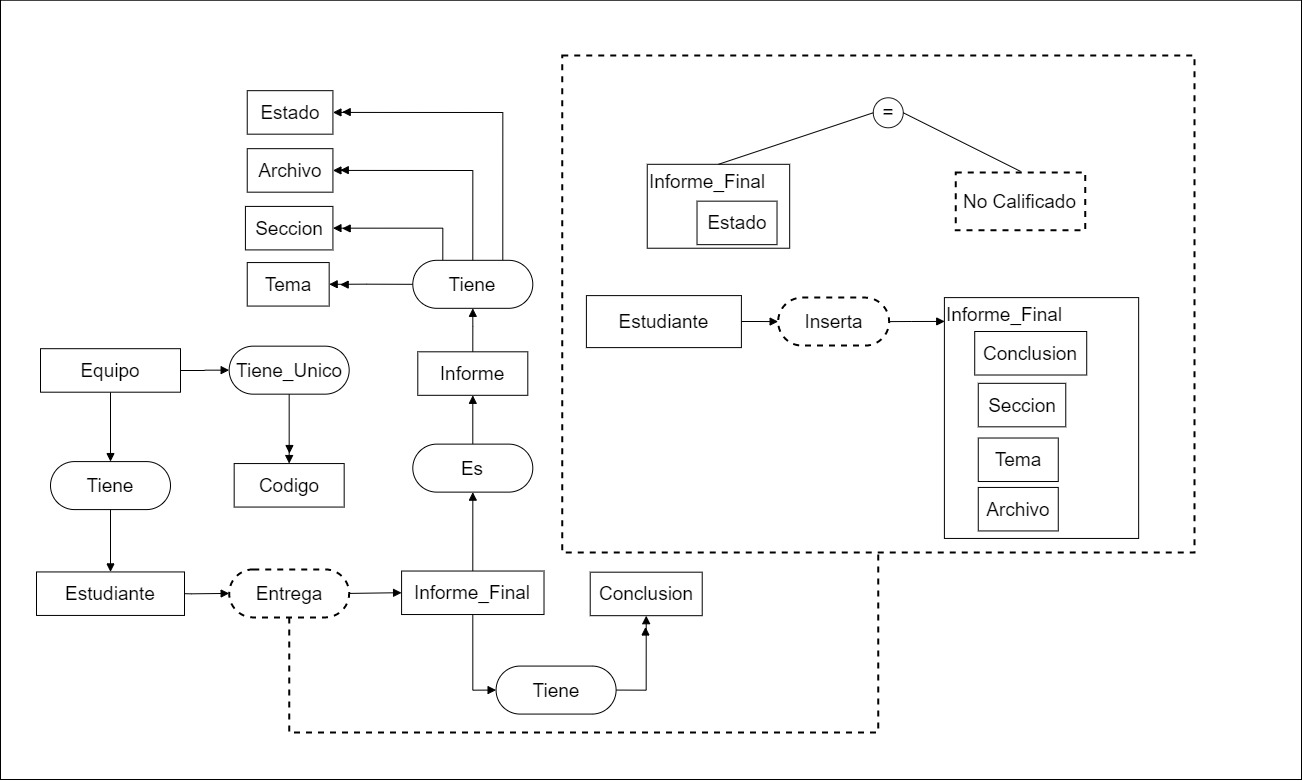 =
Estado
Informe_Final
Archivo
No Calificado
Estado
Seccion
Tema
Tiene
Estudiante
Inserta
Informe_Final
Conclusion
Equipo
Tiene_Unico
Informe
Seccion
Tema
Es
Tiene
Codigo
Archivo
Estudiante
Entrega
Informe_Final
Conclusion
Tiene